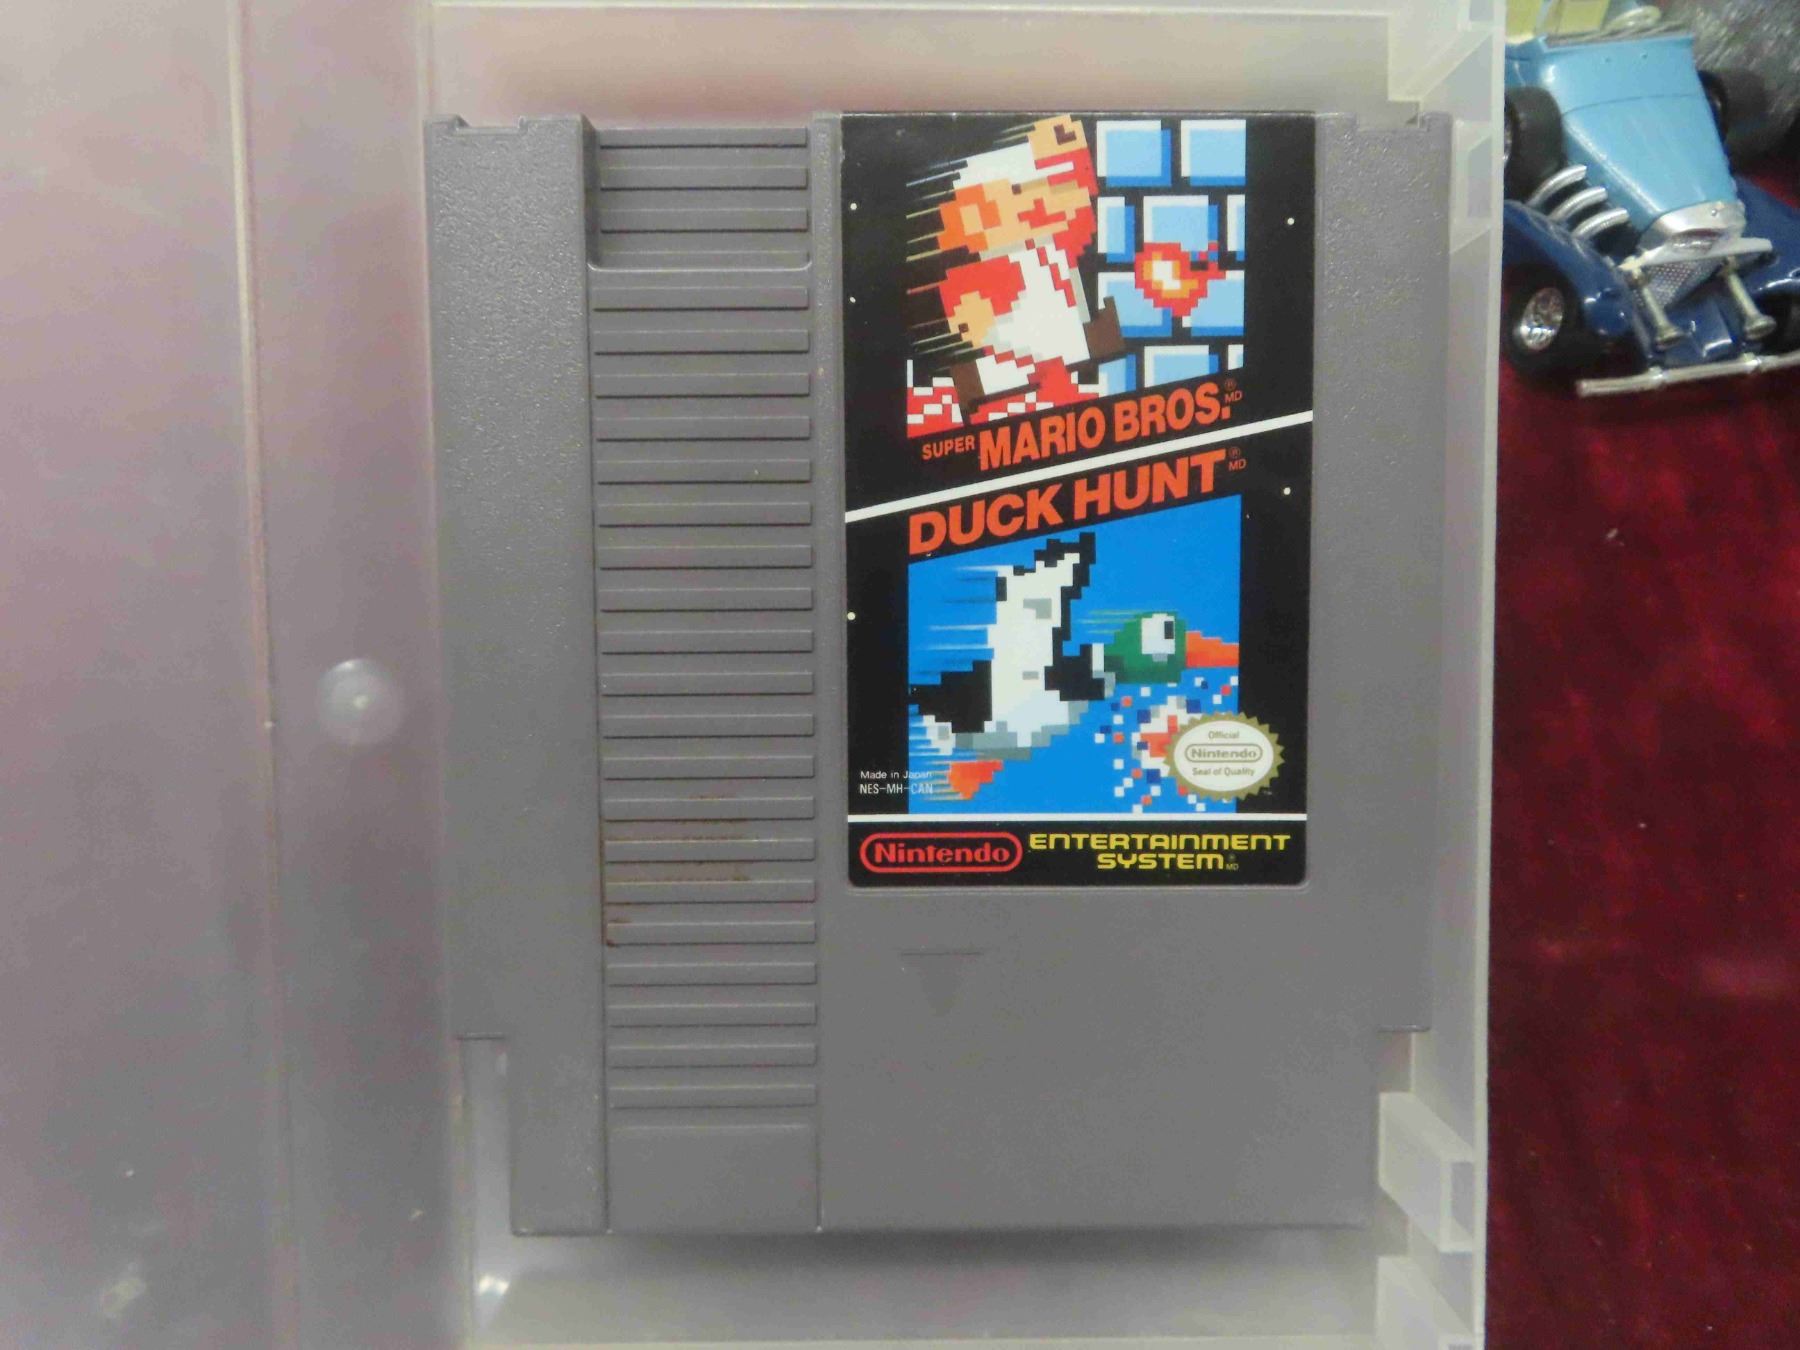 SUPER MARIO BROS.® MD
DUCK HUNT® MD
Official
Nintendo
Seal of Quality
Made in Japan
NES-MH-CAN
Nintendo ENTERTAINMENT
SYSTEM® MD